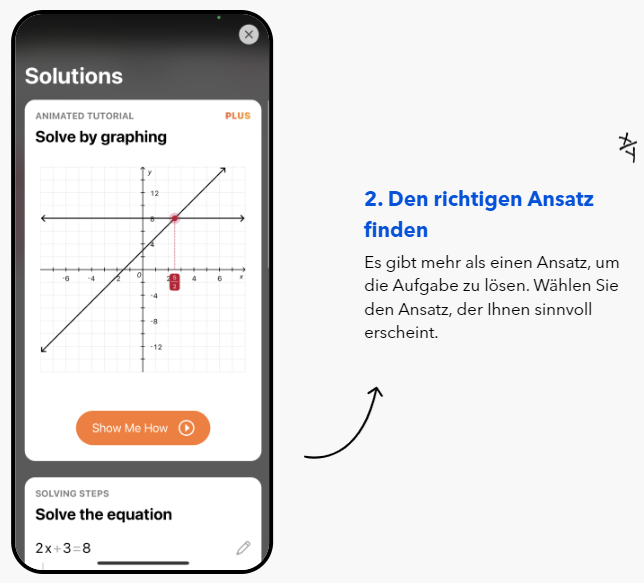 Solutions
ANIMATED TUTORIAL PLUS
Solve by graphing
y
12
8
4
-6 -4 -2 0 4 6 x
-4
-8
-12
Show Me How
SOLVING STEPS
Solve the equation
2x+3=8
2. Den richtigen Ansatz
finden
Es gibt mehr als einen Ansatz, um
die Aufgabe zu lösen. Wählen Sie
den Ansatz, der Ihnen sinnvoll
erscheint.